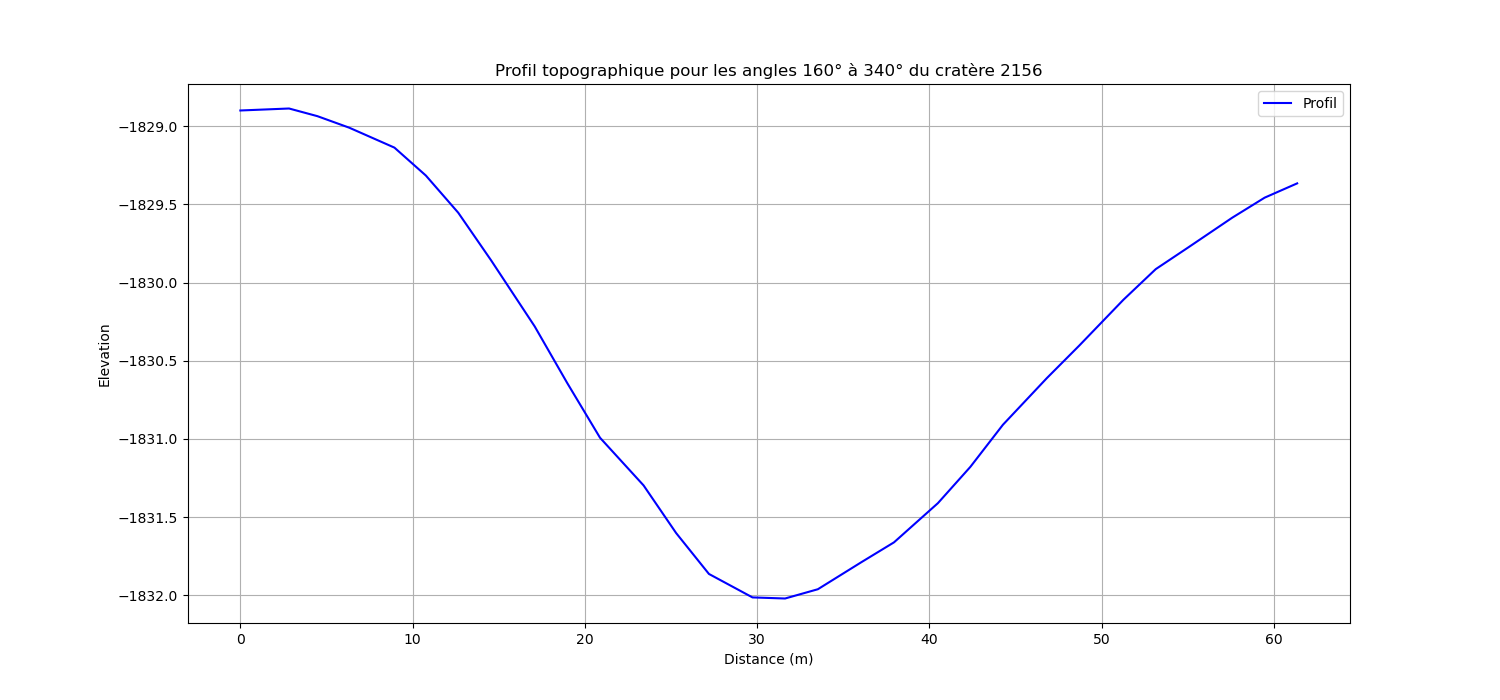 Profil topographique pour les angles 160° à 340° du cratère 2156
Profil
−1829.0
−1829.5
−1830.0
−1830.5
−1831.0
−1831.5
−1832.0
Elevation
0 10 20 30 40 50 60
Distance (m)